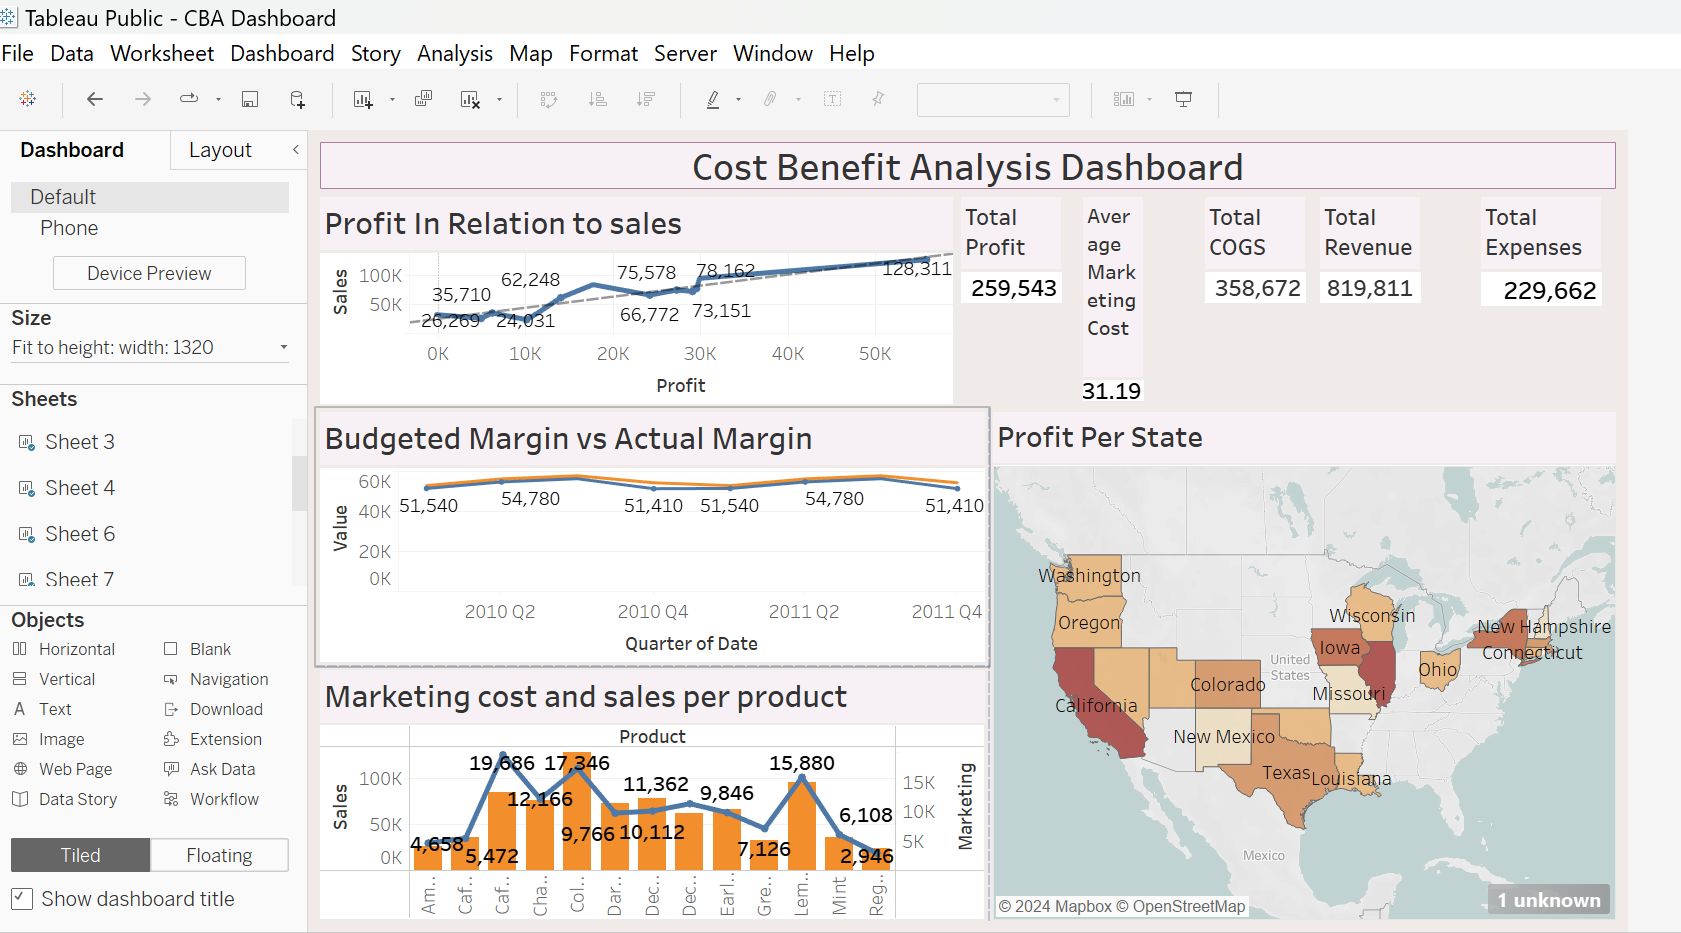 Tableau Public - CBA Dashboard
File Data Worksheet Dashboard Story Analysis Map Format Server Window Help
Dashboard
Layout
Default
Phone
Device Preview
Size
Fit to height: width: 1320
Sheets
Sheet 3
Sheet 4
Sheet 6
Sheet 7
Objects
Horizontal
Blank
Vertical
Navigation
Text
Download
Image
Extension
Web Page
Ask Data
Data Story
Workflow
Tiled
Floating
Show dashboard title
Cost Benefit Analysis Dashboard
Profit In Relation to sales
Sales
100K
50K
35,710
62,248
75,578
78,162
128,311
26,269
24,031
66,772
73,151
0K
10K
20K
30K
40K
50K
Profit
Total
Profit
259,543
Aver
age
Mark
eting
Cost
31.19
Total
COGS
358,672
Total
Revenue
819,811
Total
Expenses
229,662
Budgeted Margin vs Actual Margin
Value
60K
40K
20K
0K
51,540
54,780
51,410
51,540
54,780
51,410
2010 Q2
2010 Q4
2011 Q2
2011 Q4
Quarter of Date
Marketing cost and sales per product
Product
Sales
100K
50K
0K
4,658
5,472
19,686
12,166
17,346
9,766
10,112
11,362
9,846
7,126
15,880
6,108
2,946
15K
10K
5K
Marketing
Am..
Caf..
Caf..
Cha..
Col..
Dar..
Dec..
Dec..
Earl..
Gre..
Lem..
Mint
Reg..
Profit Per State
Washington
Oregon
Wisconsin
New Hampshire
Connecticut
Iowa
United
States
Ohio
Colorado
Missouri
California
New Mexico
Texas
Louisiana
Mexico
© 2024 Mapbox © OpenStreetMap
1 unknown